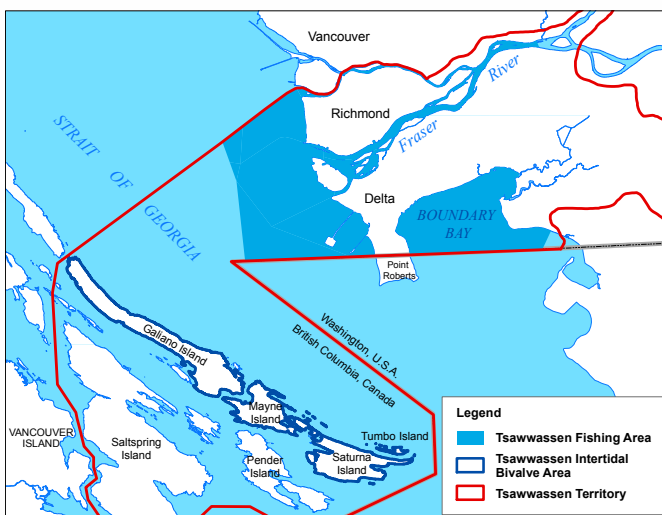 Vancouver
Richmond
River
Fraser
STRAIT OF GEORGIA
Delta
BOUNDARY
BAY
Point
Roberts
Washington, U.S.A.
British Columbia, Canada
Galiano Island
Mayne
Island
Tumbo Island
VANCOUVER
ISLAND
Saltspring
Island
Pender
Island
Saturna
Island
Legend
Tsawwassen Fishing Area
Tsawwassen Intertidal
Bivalve Area
Tsawwassen Territory